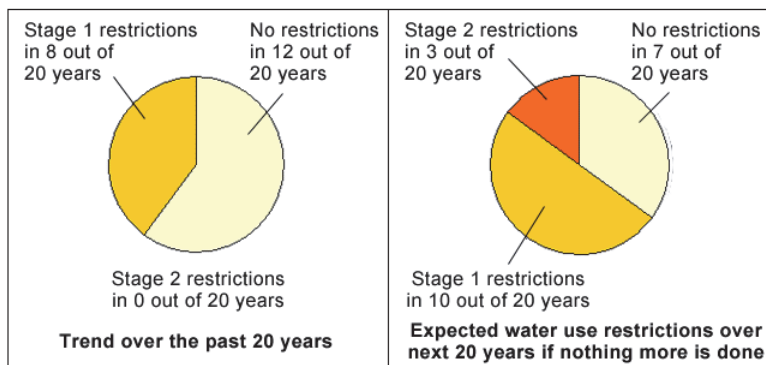 Stage 1 restrictions
in 8 out of
20 years
No restrictions
in 12 out of
20 years
Stage 2 restrictions
in 0 out of 20 years
Trend over the past 20 years
Stage 2 restrictions
in 3 out of
20 years
No restrictions
in 7 out of
20 years
Stage 1 restrictions
in 10 out of 20 years
Expected water use restrictions over
next 20 years if nothing more is done